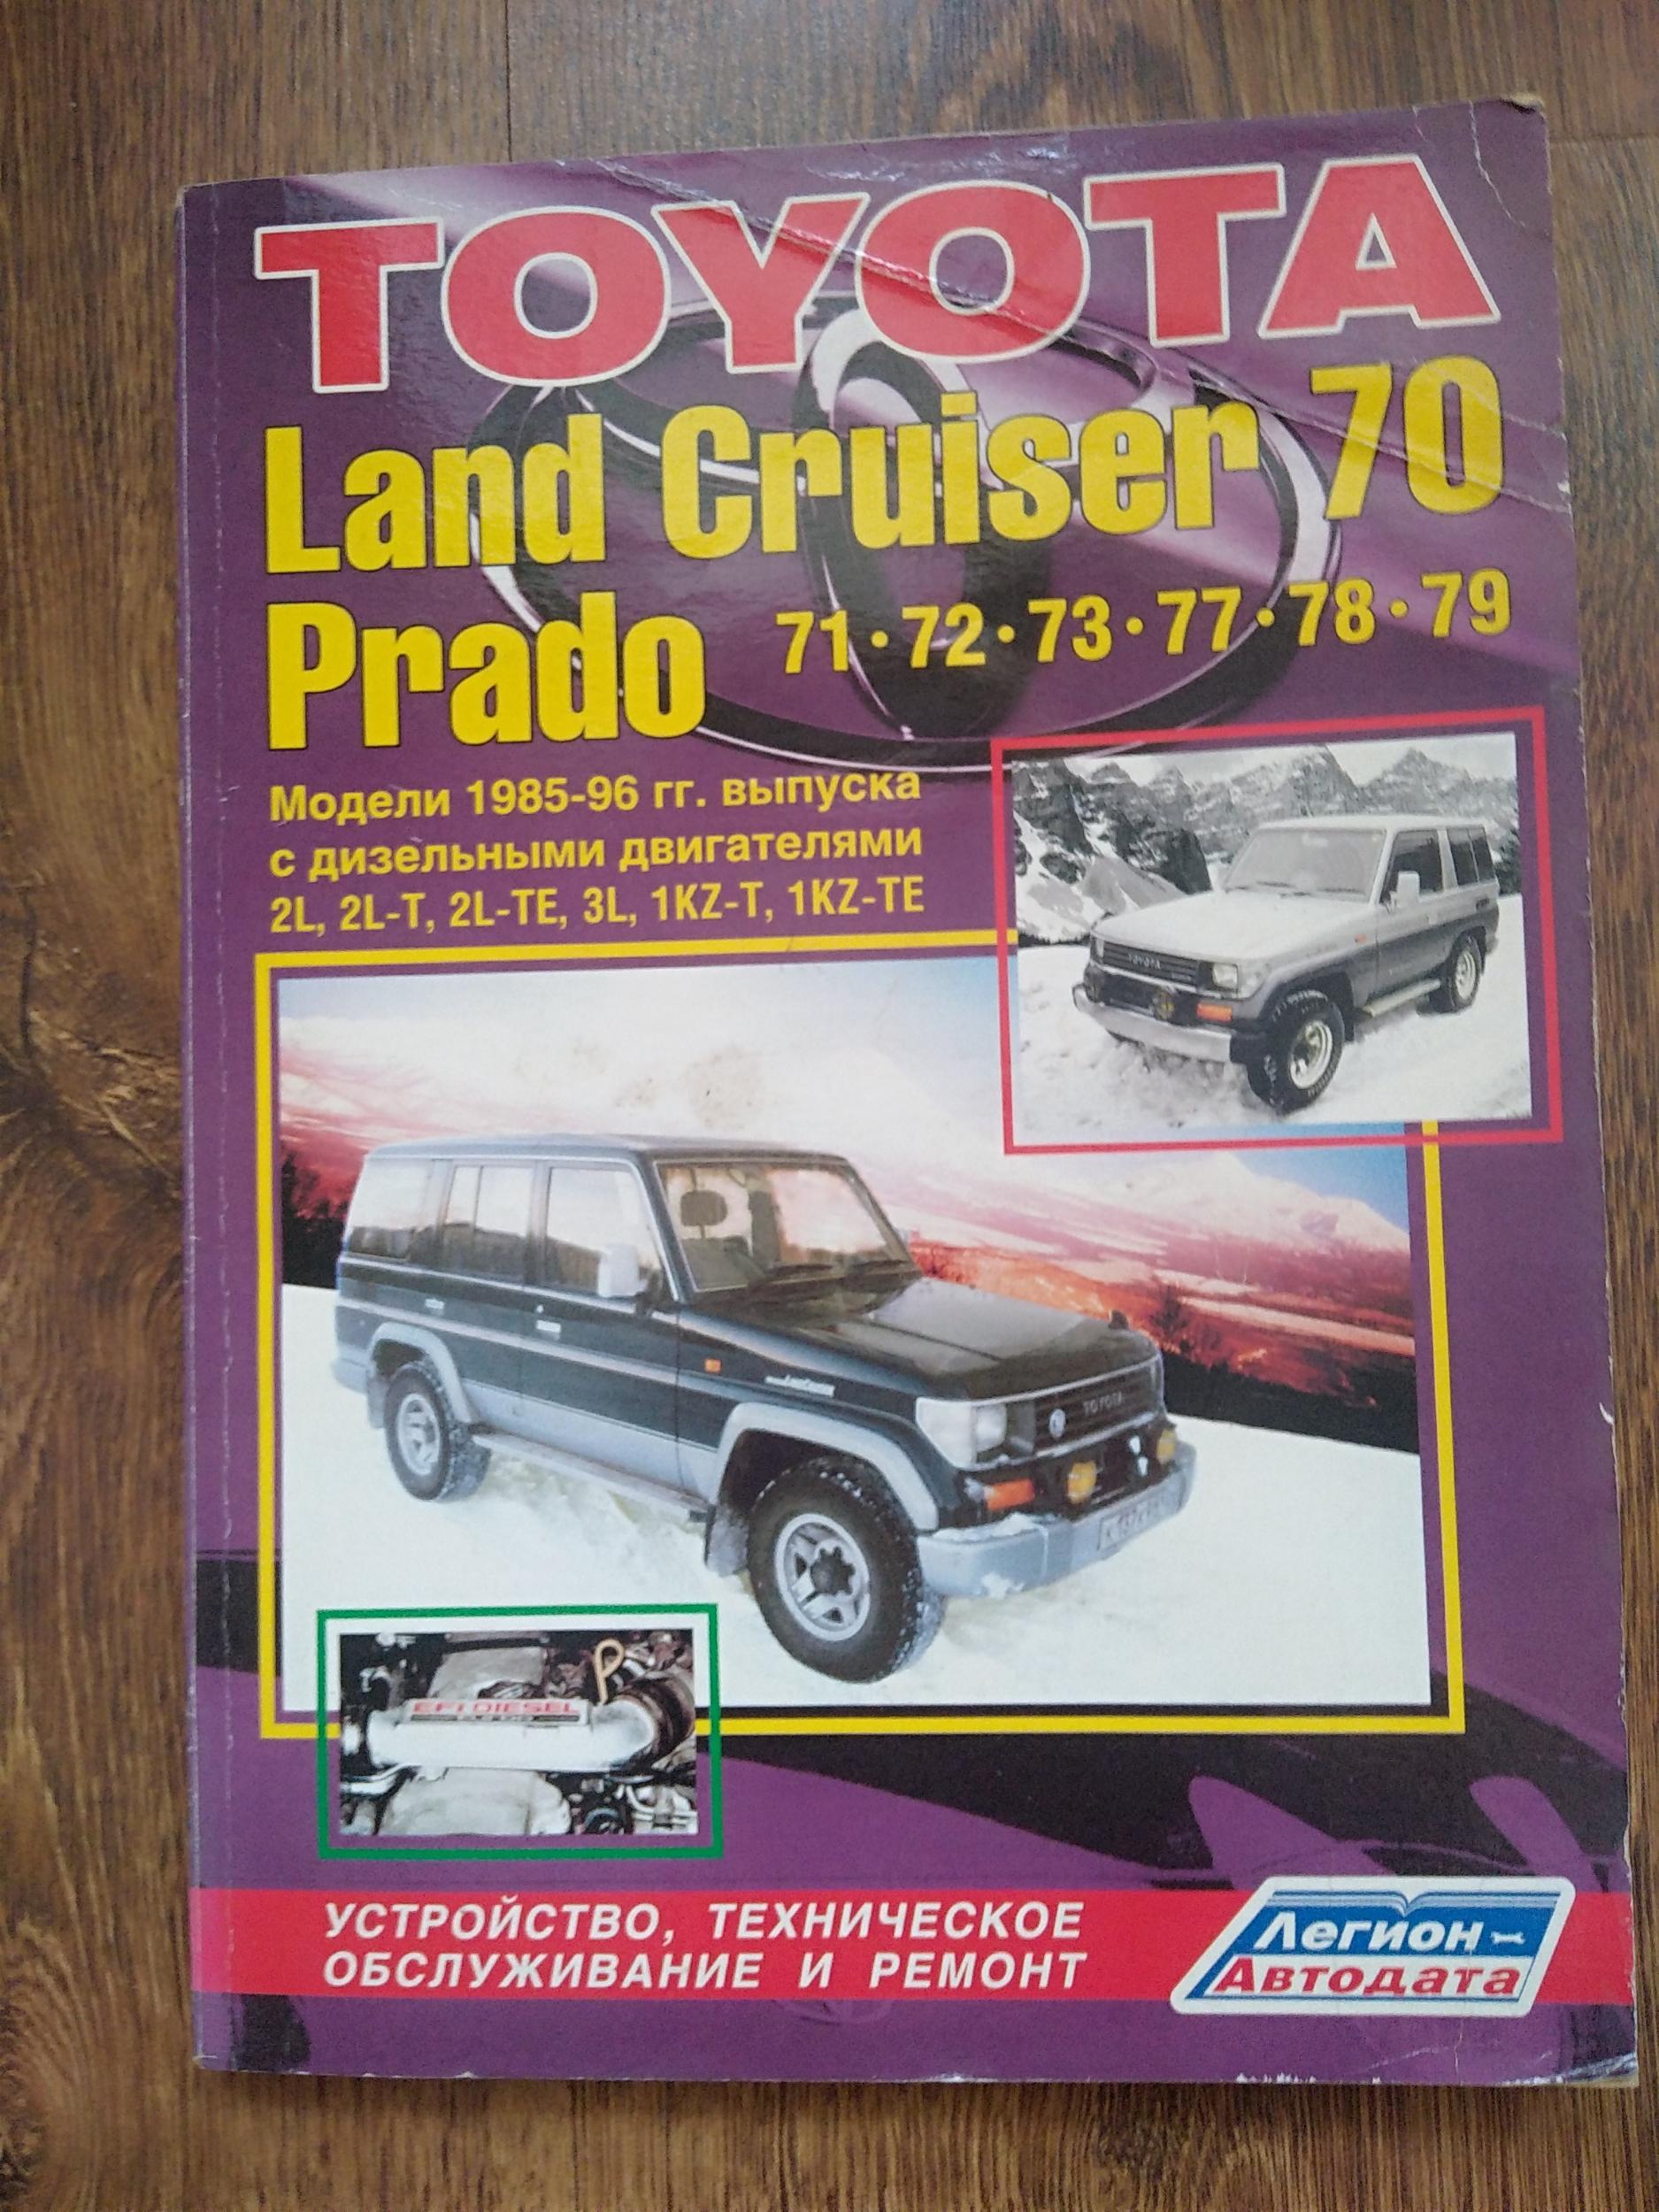 TOYOTA
Land Cruiser 70
Prado 71·72·73·77·78·79
Модели 1985-96 гг. выпуска
с дизельными двигателями
2L, 2L-T, 2L-TE, 3L, 1KZ-T, 1KZ-TE
TOYOTA
TOYOTA
EFI DIESEL
УСТРОЙСТВО, ТЕХНИЧЕСКОЕ
ОБСЛУЖИВАНИЕ И РЕМОНТ
Легион-
Автодата